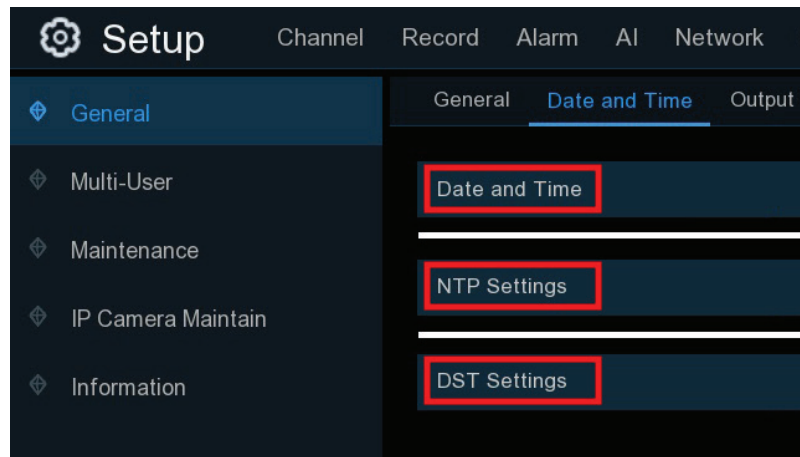 Setup Channel Record Alarm AI Network
General
Multi-User
Maintenance
IP Camera Maintain
Information
General Date and Time Output
Date and Time
NTP Settings
DST Settings